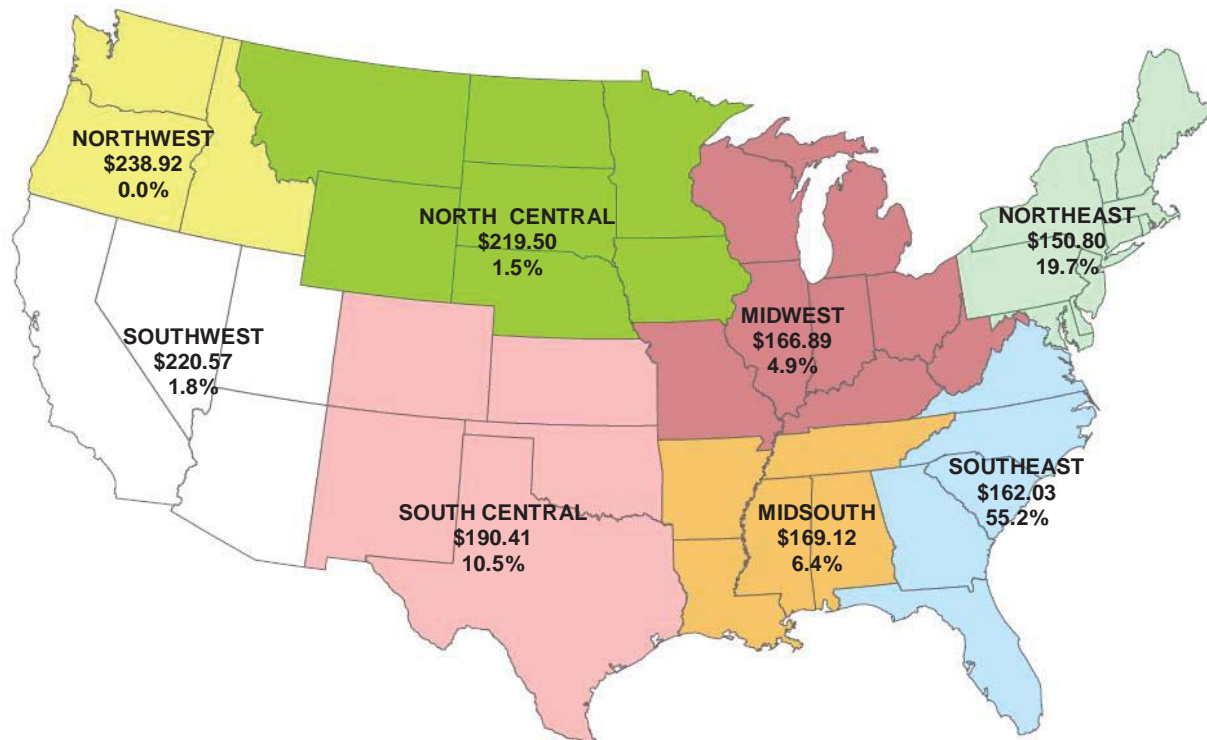 NORTHWEST
$238.92
0.0%
NORTH CENTRAL
$219.50
1.5%
NORTHEAST
$150.80
19.7%
SOUTHWEST
$220.57
1.8%
MIDWEST
$166.89
4.9%
SOUTH CENTRAL
$190.41
10.5%
MIDSOUTH
$169.12
6.4%
SOUTHEAST
$162.03
55.2%